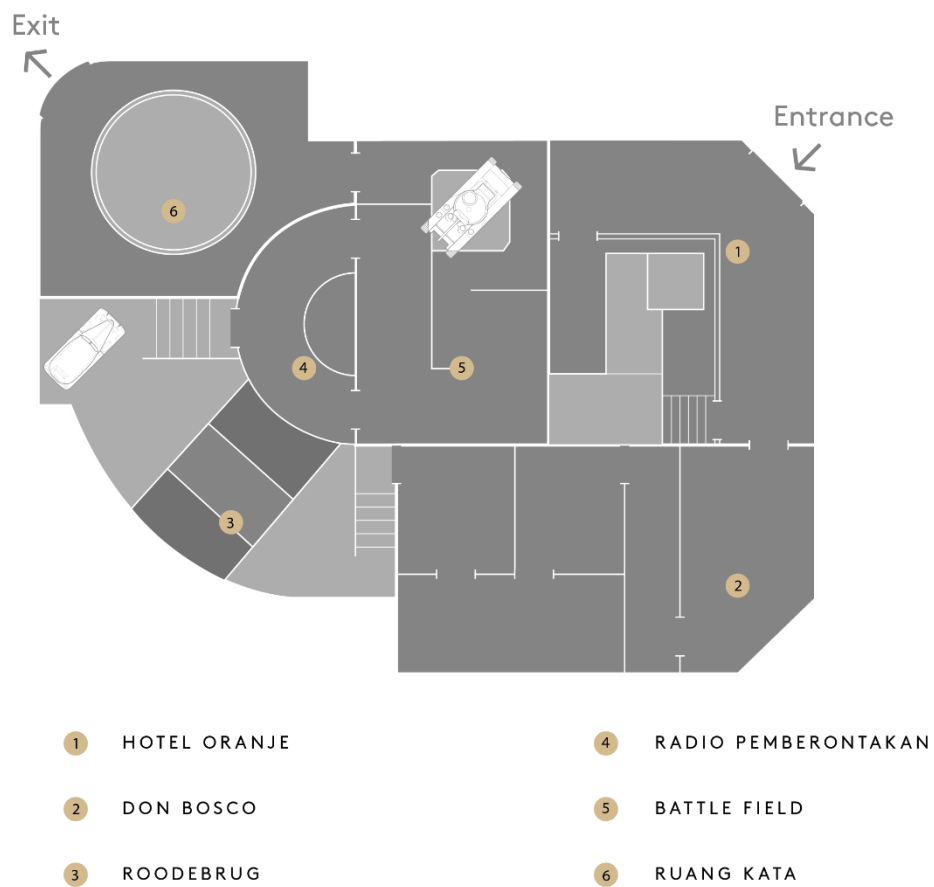 Exit
Entrance
6
1
4
5
3
2
1 HOTEL ORANJE
4 RADIO PEMBERONTAKAN
2 DON BOSCO
5 BATTLE FIELD
3 ROODEBRUG
6 RUANG KATA